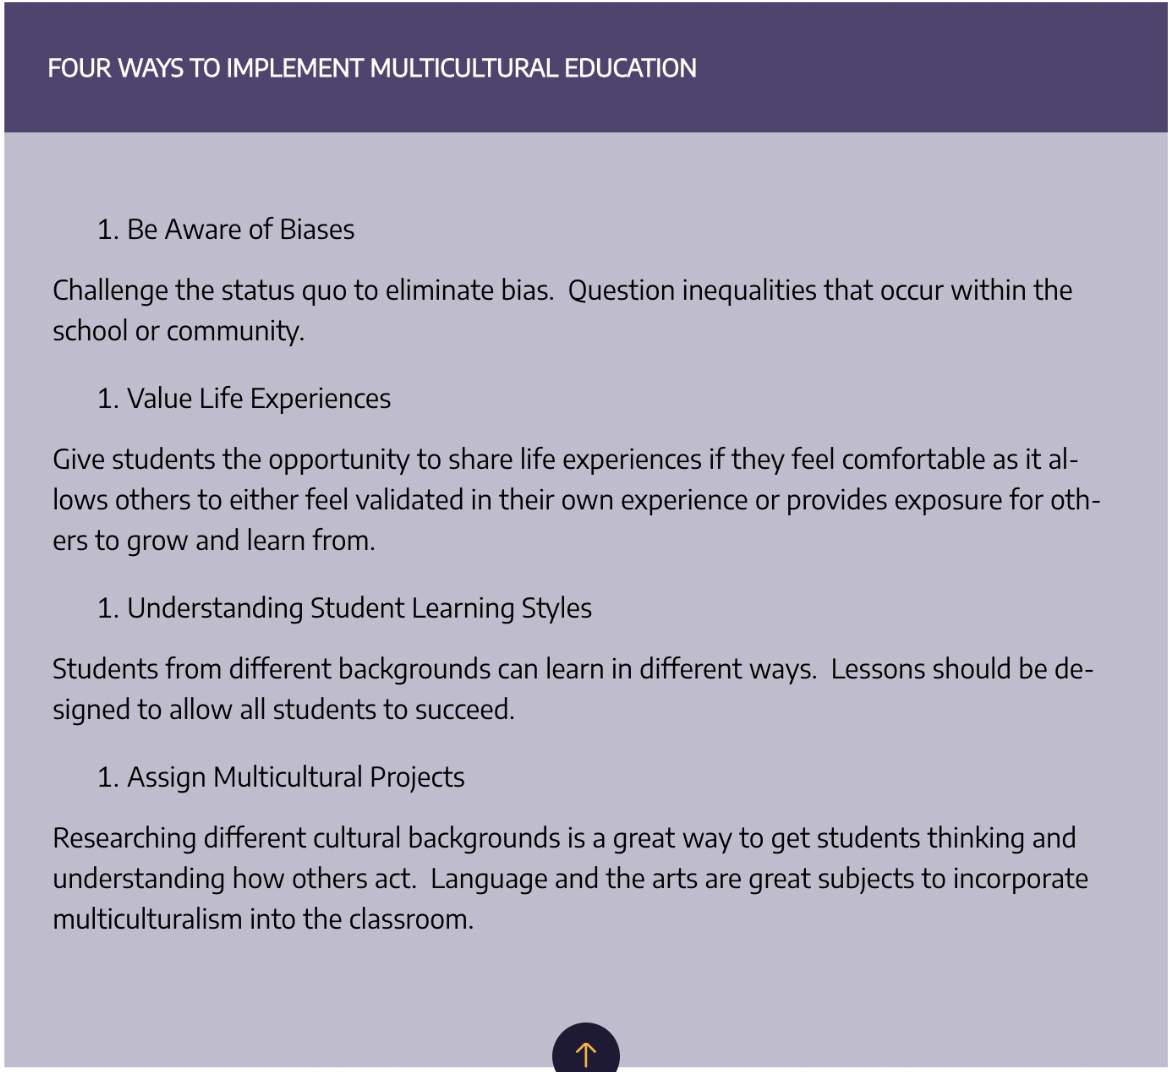 FOUR WAYS TO IMPLEMENT MULTICULTURAL EDUCATION
1. Be Aware of Biases
Challenge the status quo to eliminate bias.  Question inequalities that occur within the
school or community.
1. Value Life Experiences
Give students the opportunity to share life experiences if they feel comfortable as it al-
lows others to either feel validated in their own experience or provides exposure for oth-
ers to grow and learn from.
1. Understanding Student Learning Styles
Students from different backgrounds can learn in different ways.  Lessons should be de-
signed to allow all students to succeed.
1. Assign Multicultural Projects
Researching different cultural backgrounds is a great way to get students thinking and
understanding how others act.  Language and the arts are great subjects to incorporate
multiculturalism into the classroom.